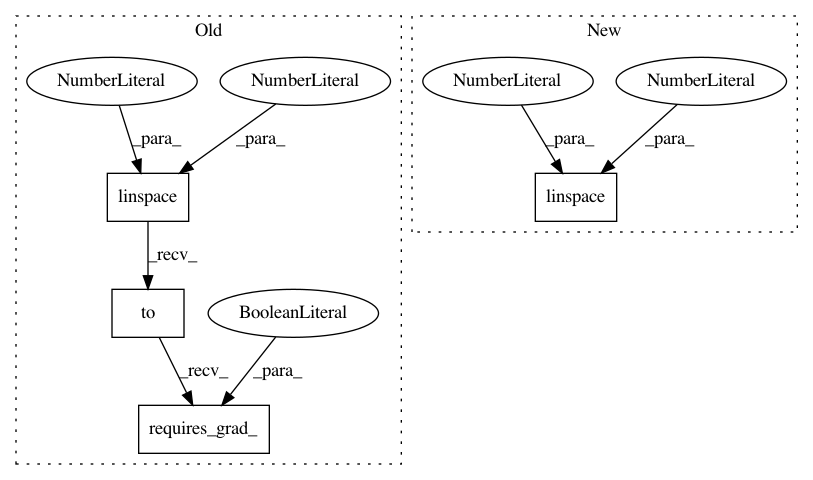 Old
New
NumberLiteral
NumberLiteral
NumberLiteral
NumberLiteral
_para_
_para_
_para_
_para_
linspace
linspace
_recv_
to
BooleanLiteral
_recv_
_para_
requires_grad_